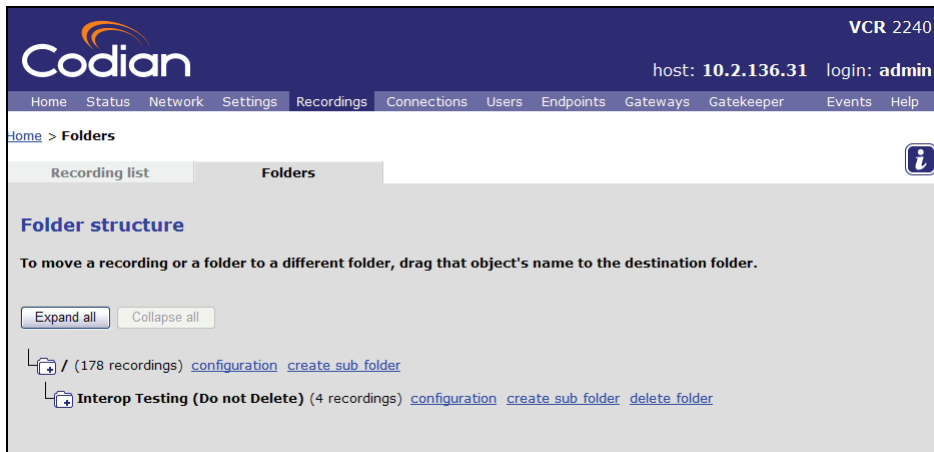 VCR 2240
Codian
host: 10.2.136.31 login: admin
Home Status Network Settings Recordings Connections Users Endpoints Gateways Gatekeeper Events Help
Home > Folders
Recording list Folders
i
Folder structure
To move a recording or a folder to a different folder, drag that object's name to the destination folder.
Expand all Collapse all
/ (178 recordings) configuration create sub folder
Interop Testing (Do not Delete) (4 recordings) configuration create sub folder delete folder